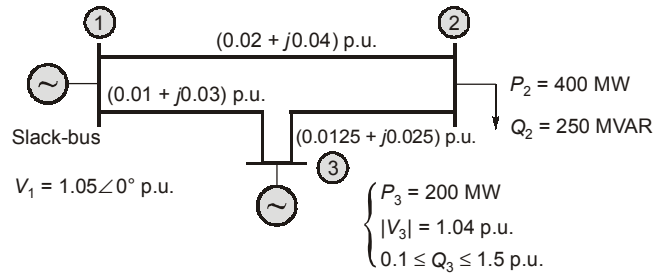 1
2
(0.02 + j0.04) p.u.
~
(0.01 + j0.03) p.u.
P₂ = 400 MW
Slack-bus
(0.0125 + j0.025) p.u.
Q₂ = 250 MVAR
3
V₁ = 1.05∠0° p.u.
~
P₃ = 200 MW
|V₃| = 1.04 p.u.
0.1 ≤ Q₃ ≤ 1.5 p.u.